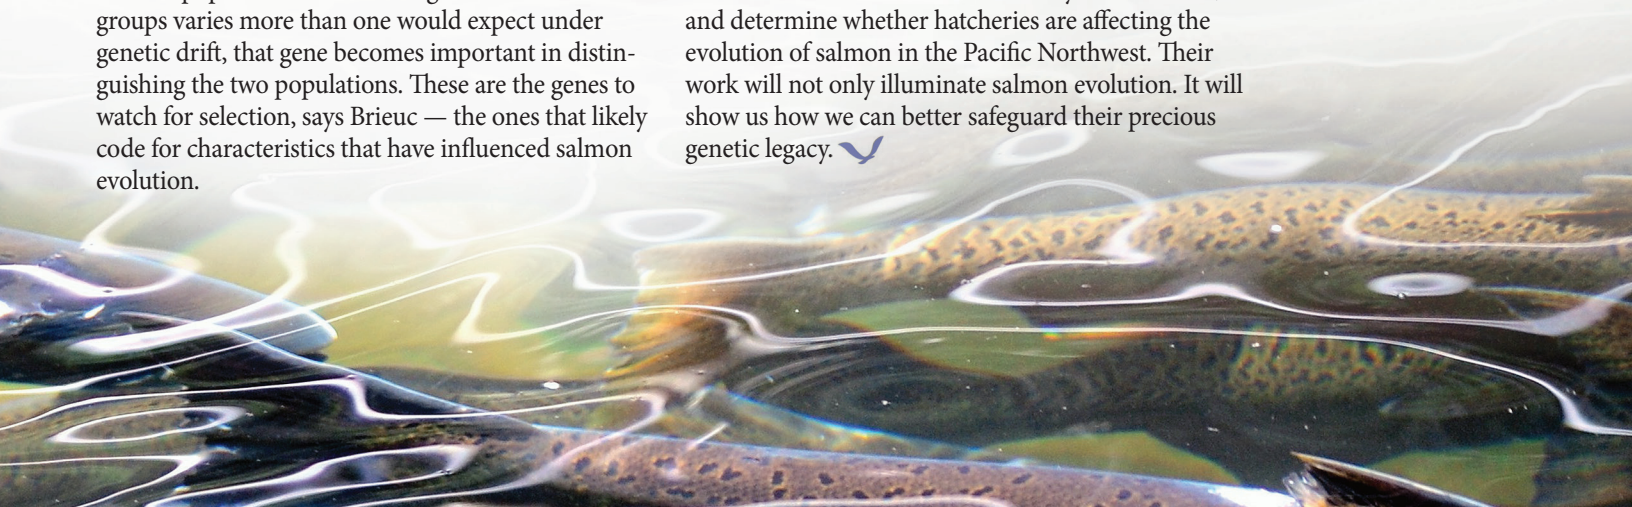 groups varies more than one would expect under
genetic drift, that gene becomes important in distin-
guishing the two populations. These are the genes to
watch for selection, says Brieuc — the ones that likely
code for characteristics that have influenced salmon
evolution.
and determine whether hatcheries are affecting the
evolution of salmon in the Pacific Northwest. Their
work will not only illuminate salmon evolution. It will
show us how we can better safeguard their precious
genetic legacy.